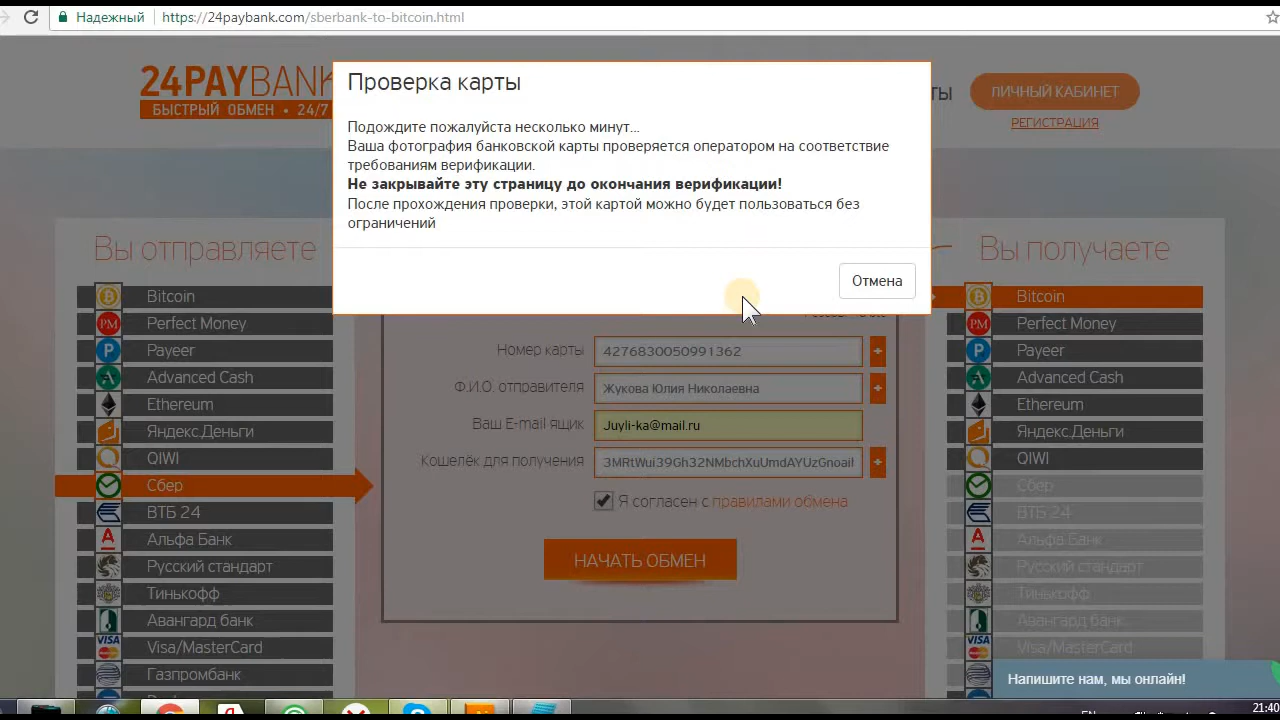 Надежный https://24paybank.com/sberbank-to-bitcoin.html
24PAYBANK
БЫСТРЫЙ ОБМЕН • 24/7
ТЫ
ЛИЧНЫЙ КАБИНЕТ
РЕГИСТРАЦИЯ
Проверка карты
Подождите пожалуйста несколько минут...
Ваша фотография банковской карты проверяется оператором на соответствие
требованиям верификации.
Не закрывайте эту страницу до окончания верификации!
После прохождения проверки, этой картой можно будет пользоваться без
ограничений
Отмена
Вы отправляете
Bitcoin
Perfect Money
Payeer
Advanced Cash
Ethereum
Яндекс.Деньги
QIWI
Сбер
ВТБ 24
Альфа Банк
Русский стандарт
Тинькофф
Авангард банк
Visa/MasterCard
Газпромбанк
Номер карты 4276830050991362
Ф.И.О. отправителя Жукова Юлия Николаевна
Ваш E-mail ящик Juyli-ka@mail.ru
Кошелёк для получения 3MRtWui39Gh32NMbchXuUmdAYUzGnoail
Я согласен с правилами обмена
НАЧАТЬ ОБМЕН
Вы получаете
Bitcoin
Perfect Money
Payeer
Advanced Cash
Ethereum
Яндекс.Деньги
QIWI
Сбер
ВТБ 24
Альфа Банк
Русский стандарт
Тинькофф
Авангард банк
Visa/MasterCard
Напишите нам, мы онлайн!
21:40